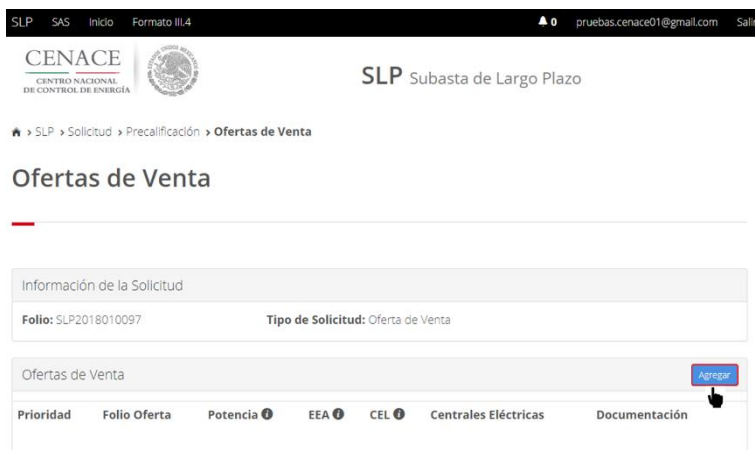 SLP SAS Inicio Formato III.4 0 pruebas.cenace01@gmail.com
CENACE
CENTRO NACIONAL
DE CONTROL DE ENERGÍA
SLP Subasta de Largo Plazo
> SLP > Solicitud > Precalificación > Ofertas de Venta
Ofertas de Venta
Información de la Solicitud
Folio: SLP2018010097 Tipo de Solicitud: Oferta de Venta
Ofertas de Venta Agregar
Prioridad Folio Oferta Potencia EEA CEL Centrales Eléctricas Documentación